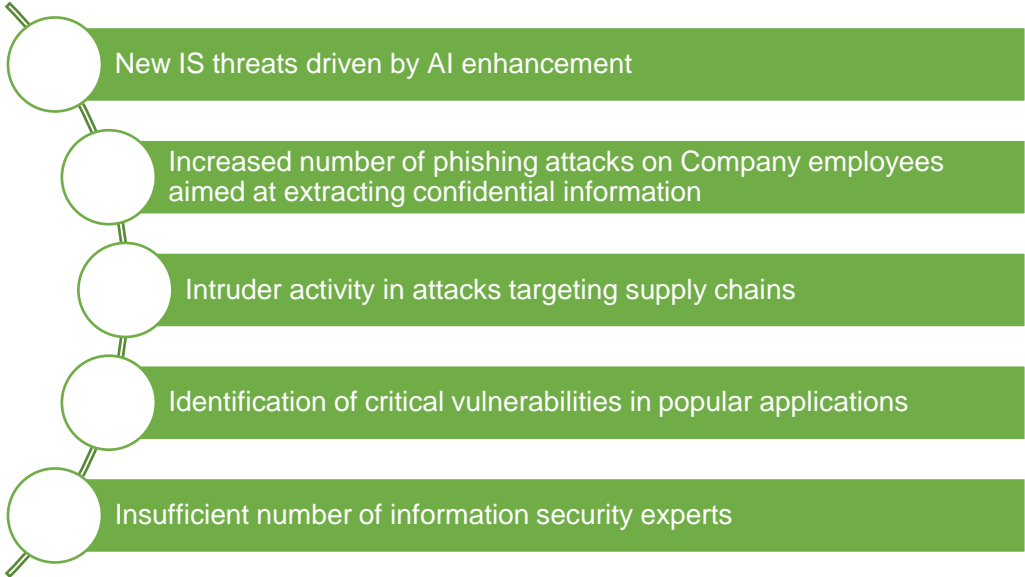 New IS threats driven by AI enhancement
Increased number of phishing attacks on Company employees
aimed at extracting confidential information
Intruder activity in attacks targeting supply chains
Identification of critical vulnerabilities in popular applications
Insufficient number of information security experts